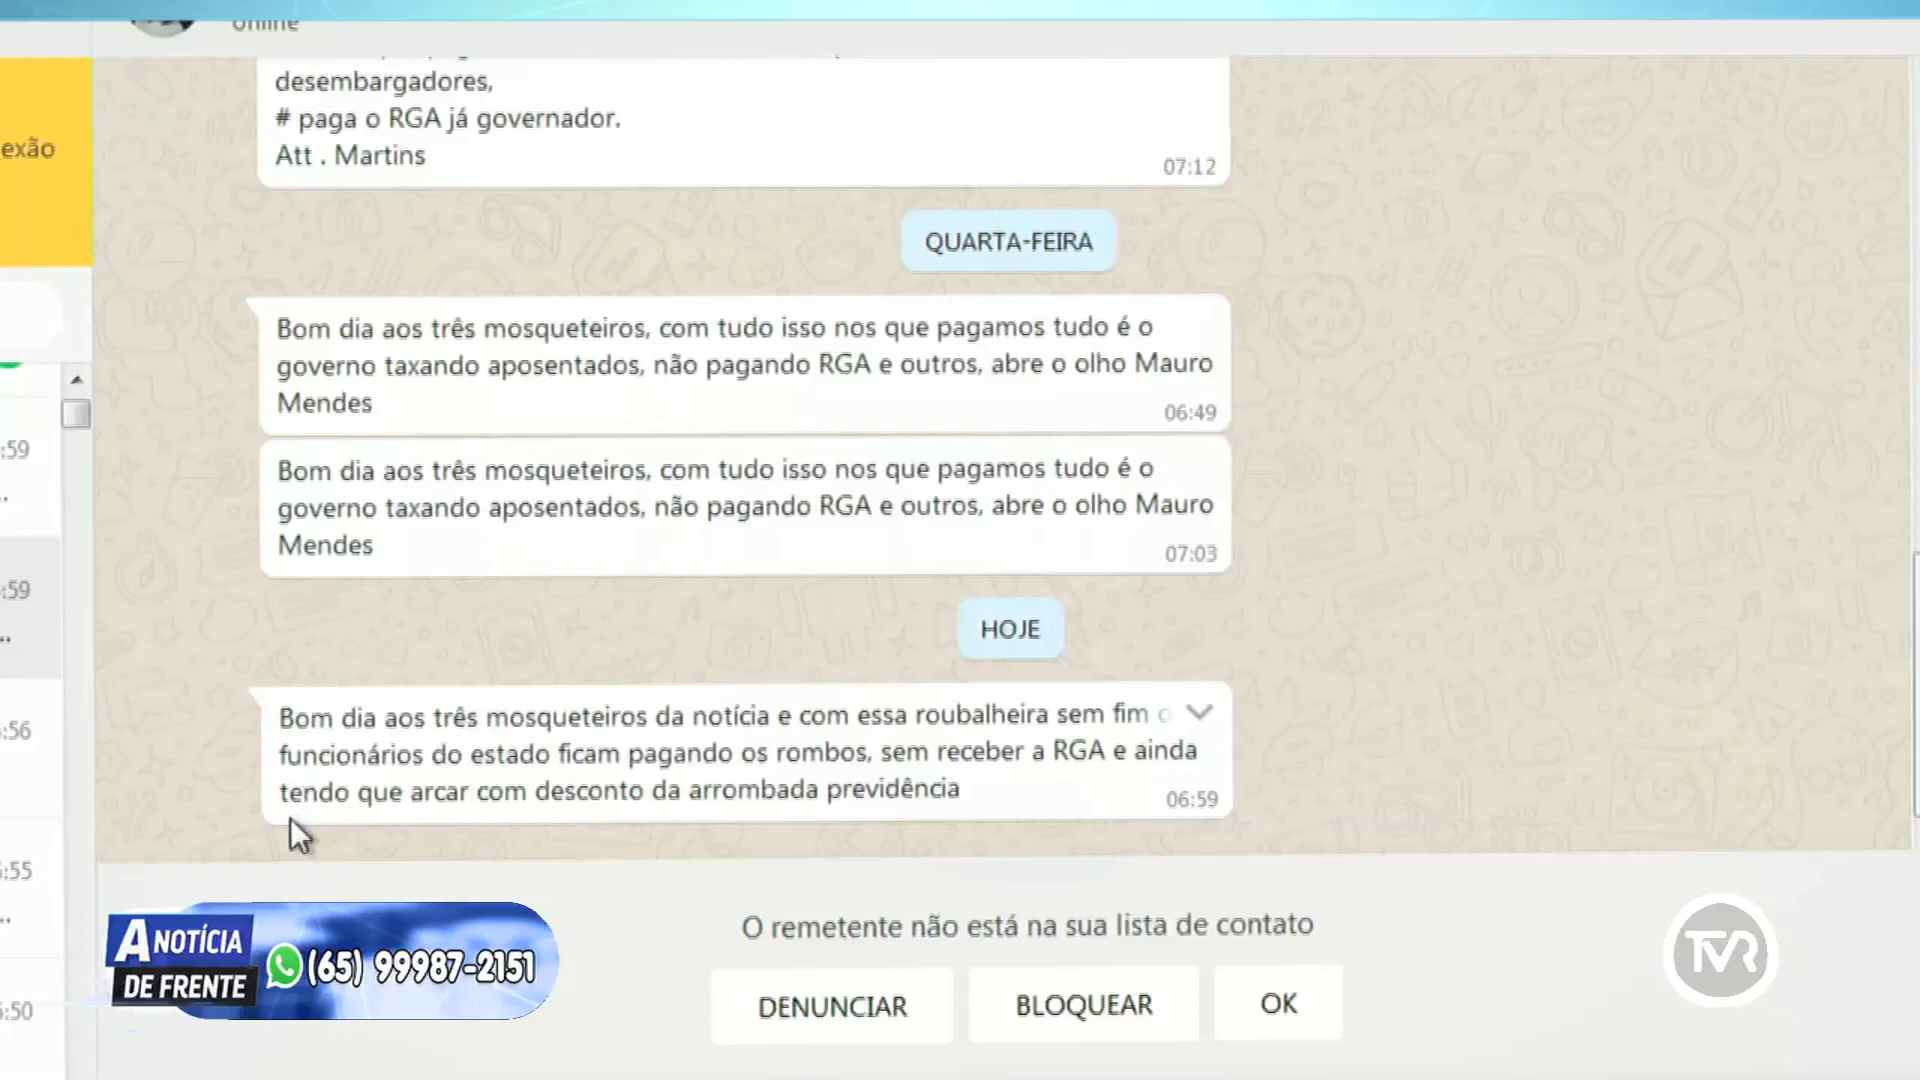 online
desembargadores,
# paga o RGA já governador.
Att . Martins
07:12
exão
QUARTA-FEIRA
Bom dia aos três mosqueteiros, com tudo isso nos que pagamos tudo é o
governo taxando aposentados, não pagando RGA e outros, abre o olho Mauro
Mendes
06:49
Bom dia aos três mosqueteiros, com tudo isso nos que pagamos tudo é o
governo taxando aposentados, não pagando RGA e outros, abre o olho Mauro
Mendes
07:03
:59
:59
HOJE
Bom dia aos três mosqueteiros da notícia e com essa roubalheira sem fim
funcionários do estado ficam pagando os rombos, sem receber a RGA e ainda
tendo que arcar com desconto da arrombada previdência
06:59
:56
:55
:50
A NOTÍCIA
DE FRENTE
(65) 99987-2151
O remetente não está na sua lista de contato
DENUNCIAR
BLOQUEAR
OK
TVR